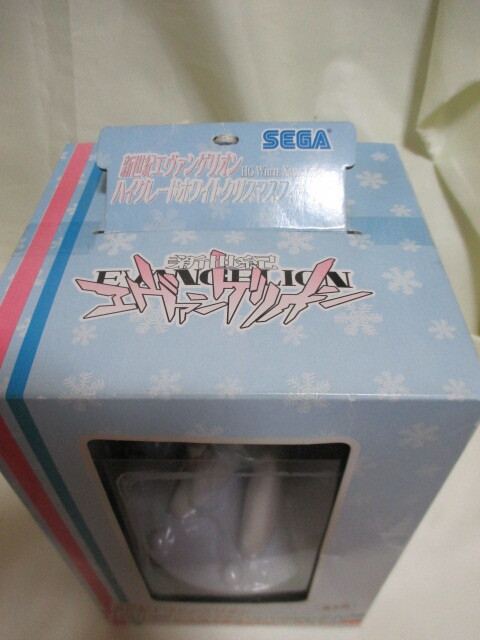 SEGA
新世紀エヴァンゲリオン HG White
ハイグレードホワイトクリスマスフィ
新世紀
EVANGELION
エヴァンゲリオン